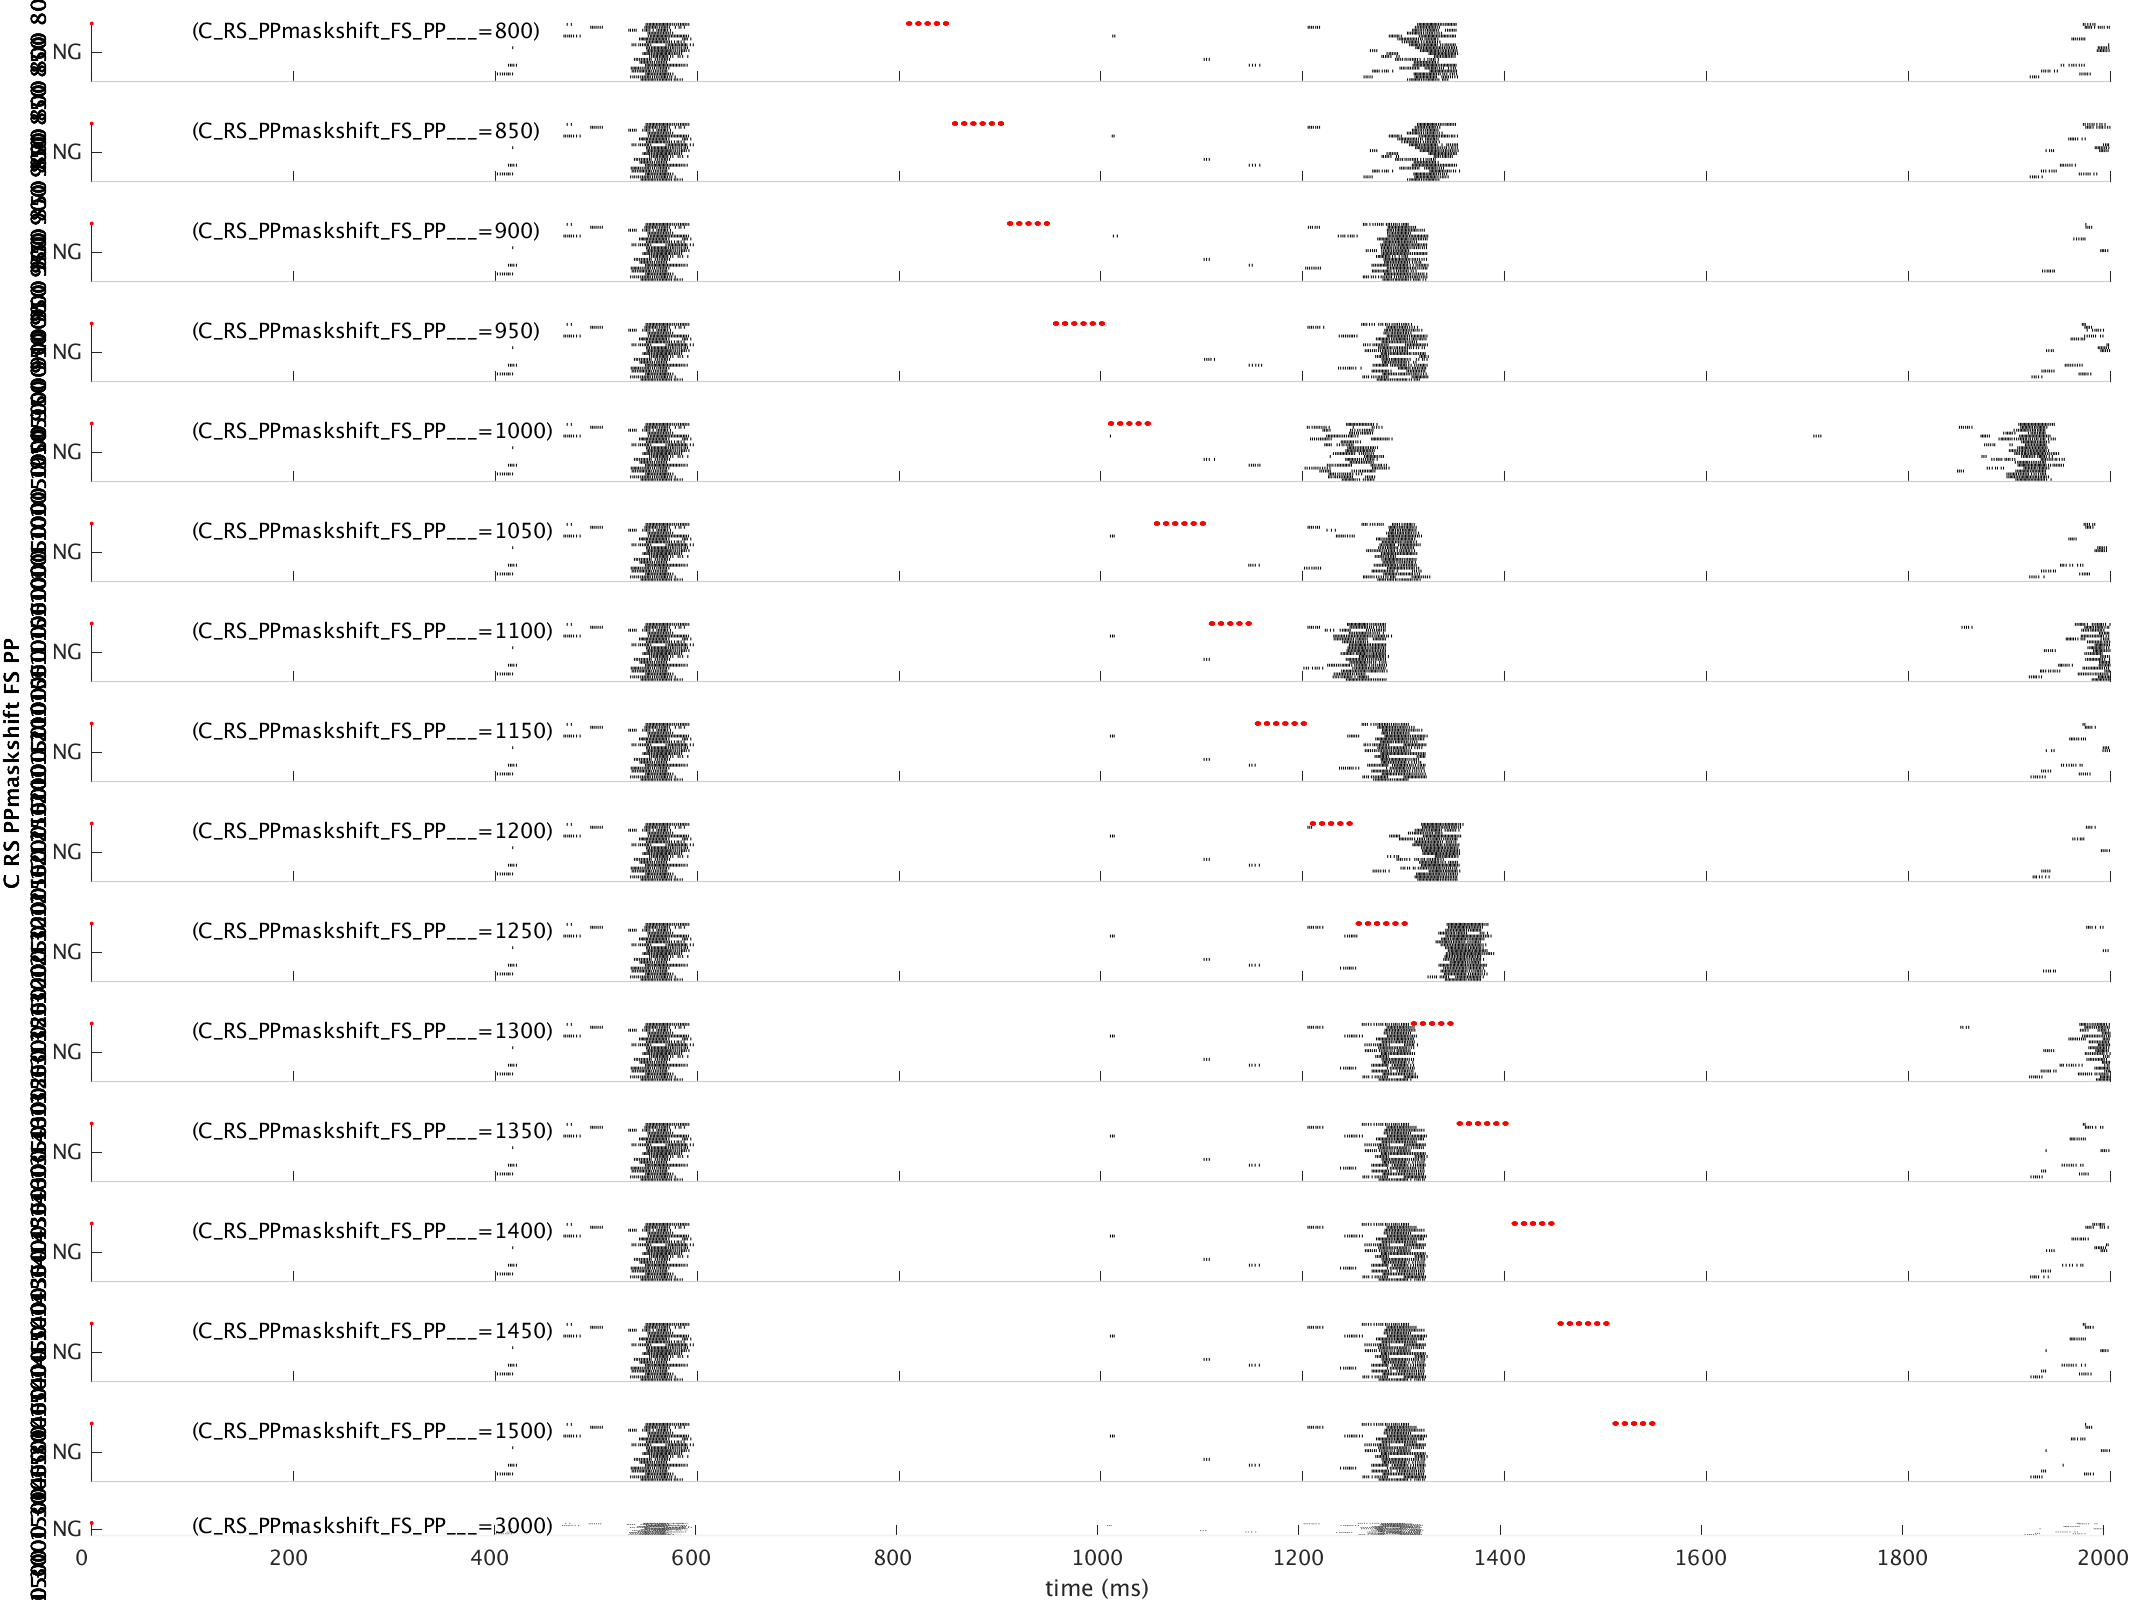 (C_RS_PPmaskshift_FS_PP___=800)
NG
(C_RS_PPmaskshift_FS_PP___=850)
NG
(C_RS_PPmaskshift_FS_PP___=900)
NG
(C_RS_PPmaskshift_FS_PP___=950)
NG
(C_RS_PPmaskshift_FS_PP___=1000)
NG
(C_RS_PPmaskshift_FS_PP___=1050)
NG
(C_RS_PPmaskshift_FS_PP___=1100)
NG
(C_RS_PPmaskshift_FS_PP___=1150)
NG
(C_RS_PPmaskshift_FS_PP___=1200)
NG
(C_RS_PPmaskshift_FS_PP___=1250)
NG
(C_RS_PPmaskshift_FS_PP___=1300)
NG
(C_RS_PPmaskshift_FS_PP___=1350)
NG
(C_RS_PPmaskshift_FS_PP___=1400)
NG
(C_RS_PPmaskshift_FS_PP___=1450)
NG
(C_RS_PPmaskshift_FS_PP___=1500)
NG
(C_RS_PPmaskshift_FS_PP___=3000)
NG
0 200 400 600 800 1000 1200 1400 1600 1800 2000
time (ms)
C RS PPmaskshift FS PP